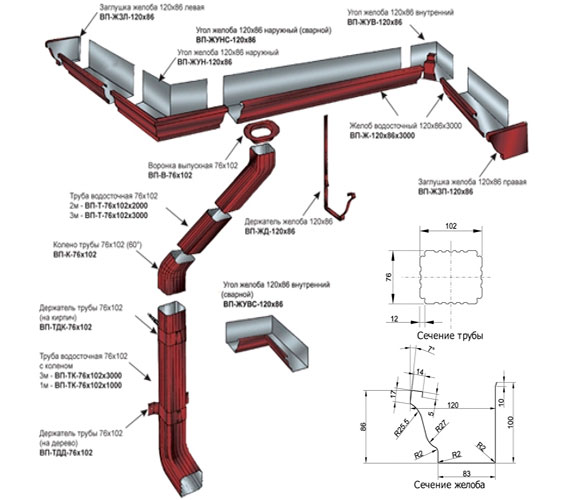 Заглушка желоба 120х86 левая
ВП-ЖЗЛ-120х86
Угол желоба 120х86 наружный (сварной)
ВП-ЖУНС-120х86
Угол желоба 120х86 наружный
ВП-ЖУН-120х86
Угол желоба 120х86 внутренний
ВП-ЖУВ-120х86
Воронка выпускная 76х102
ВП-В-76х102
Желоб водосточный 120х86х3000
ВП-Ж-120х86х3000
Заглушка желоба 120х86 правая
ВП-ЖЗП-120х86
Труба водосточная 76х102
2м - ВП-Т-76х102х2000
3м - ВП-Т-76х102х3000
Держатель желоба 120х86
ВП-ЖД-120х86
Колено трубы 76х102 (60°)
ВП-К-76х102
Угол желоба 120х86 внутренний
(сварной)
ВП-ЖУВС-120х86
Держатель трубы 76х102
(на кирпич)
ВП-ТДК-76х102
Труба водосточная 76х102
с коленом
3м - ВП-ТК-76х102х3000
1м - ВП-ТК-76х102х1000
Держатель трубы 76х102
(на дерево)
ВП-ТДД-76х102
102
76
12
Сечение трубы
7°
14
17
5
120
10
86
100
R25.5
R27
R2
R2
R2
83
Сечение желоба